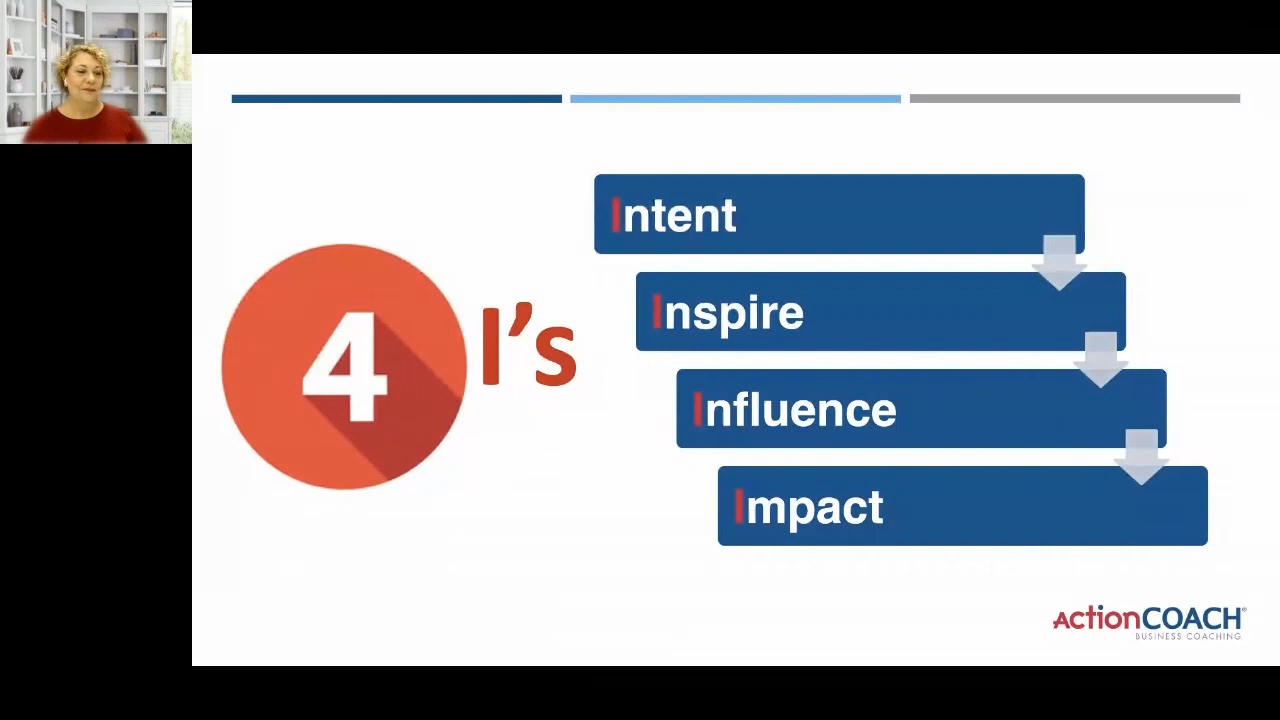 4 I’s
Intent
Inspire
Influence
Impact
ActionCOACH®
BUSINESS COACHING